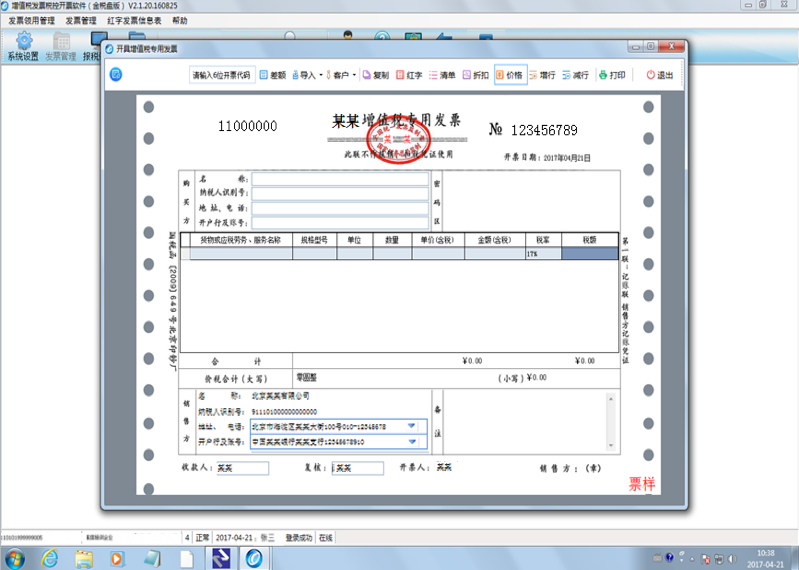 增值税发票税控开票软件(金税盘版) V2.1.20.160825
发票领用管理 发票管理 红字发票信息表 帮助
系统设置 发票管理 报税
开具增值税专用发票
请输入6位开票代码 差额 导入 客户 复制 红字 清单 折扣 价格 增行 减行 打印 退出
11000000 某某增值税专用发票 № 123456789
此联不作报销、扣税凭证使用 开票日期: 2017年04月21日
购买方
名 称:
纳税人识别号:
地 址、电 话:
开户行及账号:
密码区
货物或应税劳务、服务名称 规格型号 单位 数量 单价(含税) 金额(含税) 税率 税额
17%
合 计 ¥0.00 ¥0.00
价税合计(大写) 零圆整 (小写) ¥0.00
销售方
名 称: 北京某某有限公司
纳税人识别号: 911101000000000000
地址、 电话: 北京市海淀区某某大街100号010-12345678
开户行及账号: 中国某某银行某某支行12345678910
备注
收款人: 某某 复核: 某某 开票人: 某某 销 售 方: (章)
第一联:记账联 销售方记账凭证
票样
4 正常 2017-04-21: 张三 登录成功 在线
10:38
2017-04-21